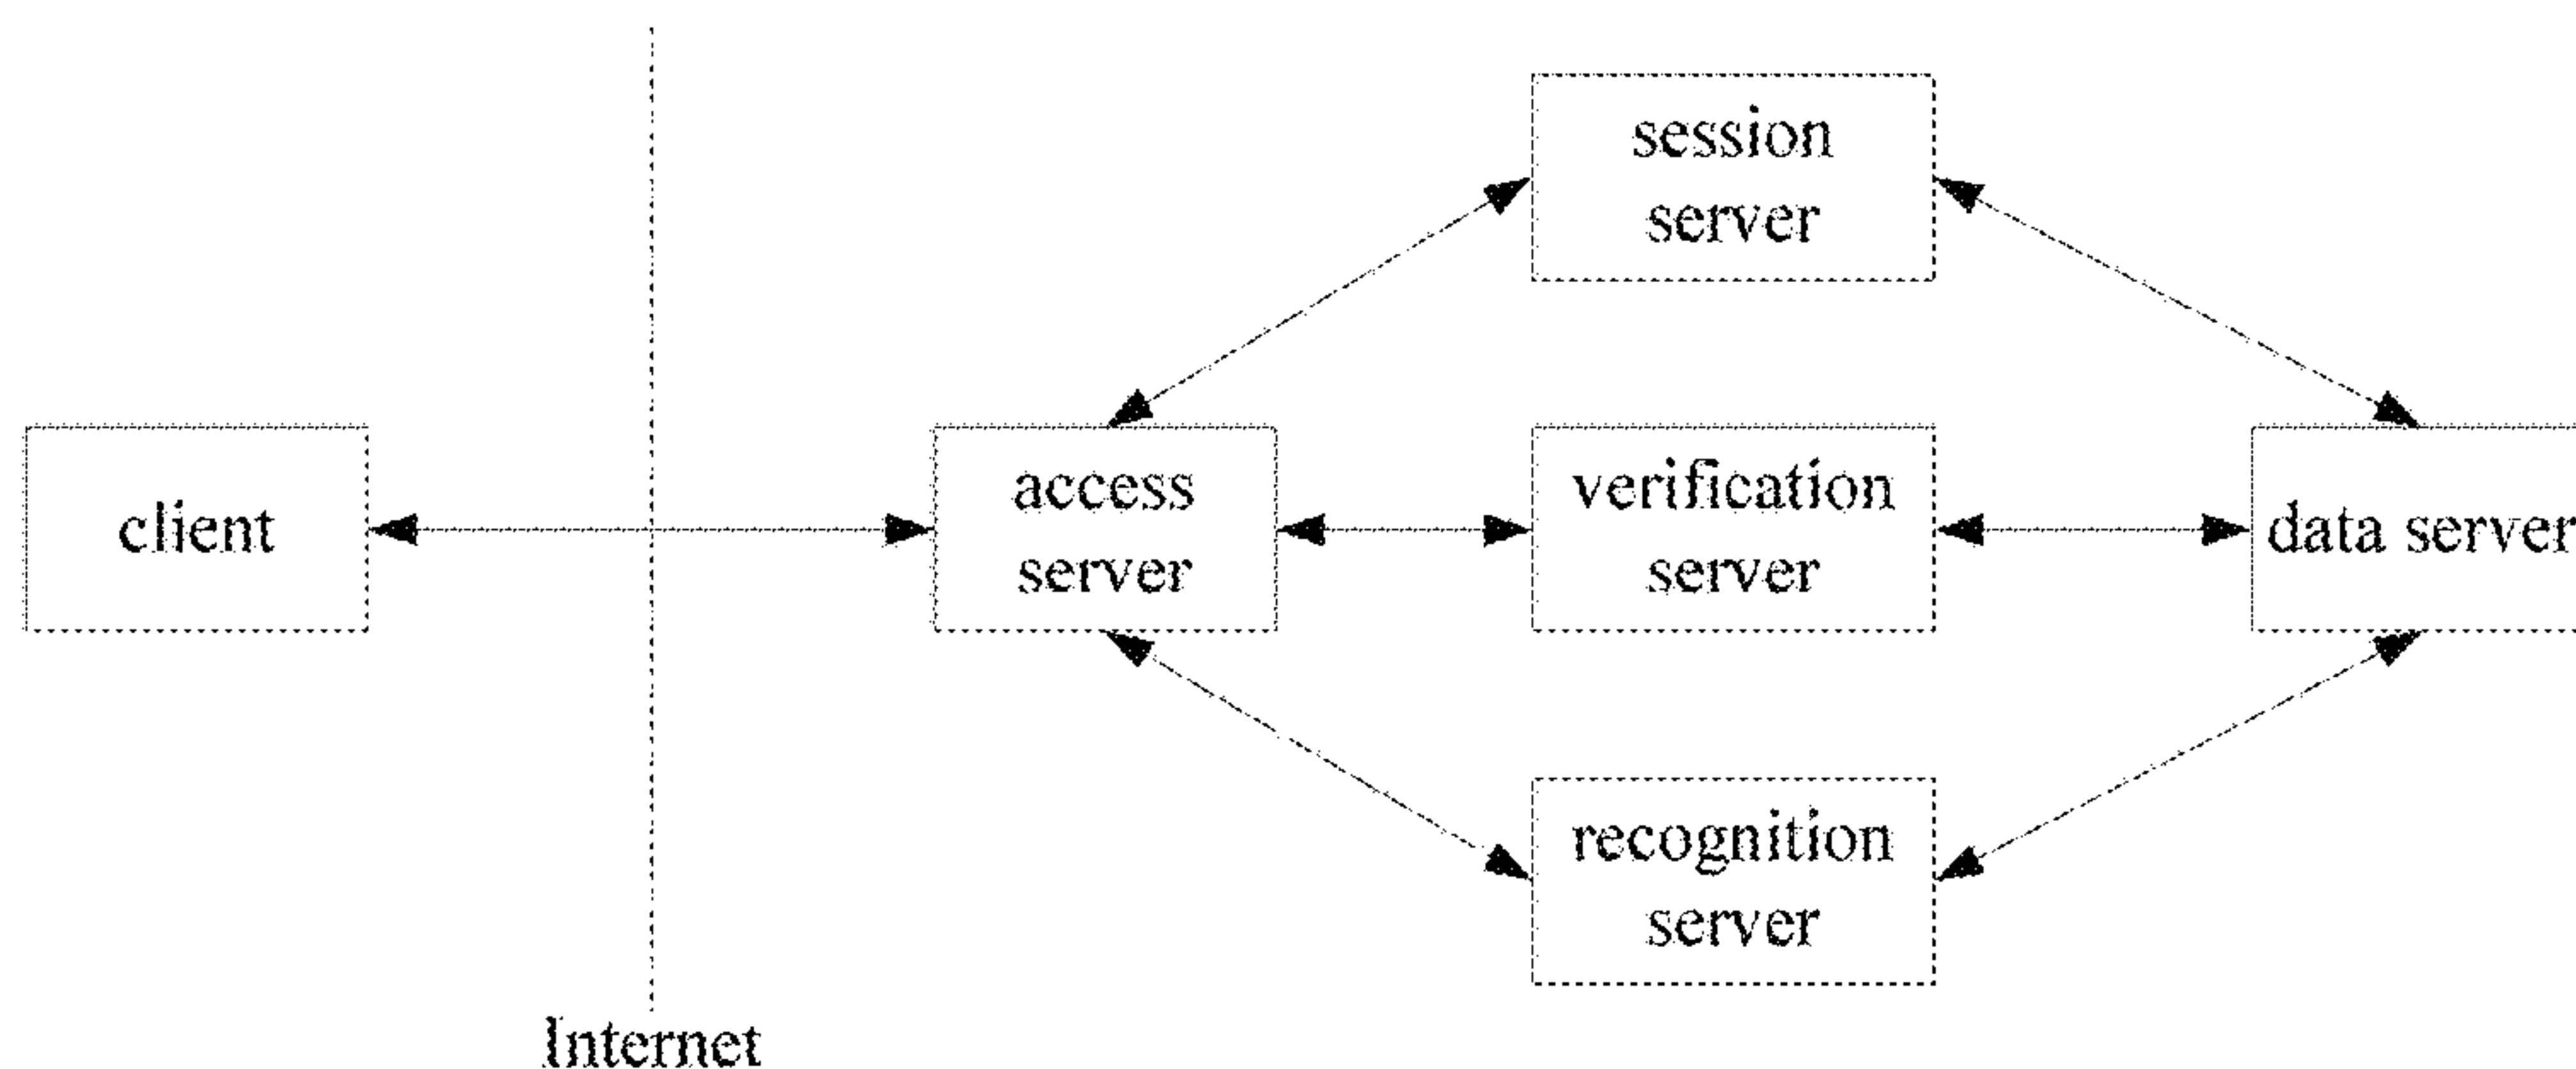 session
server
client
access
server
verification
server
data server
recognition
server
Internet